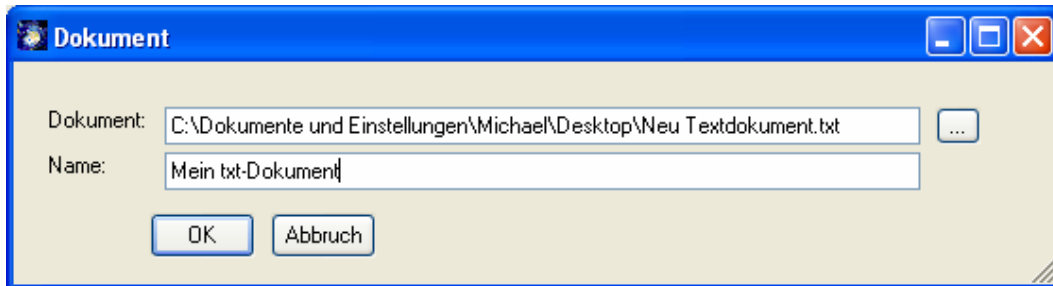 Dokument
Dokument: C:\Dokumente und Einstellungen\Michael\Desktop\Neu Textdokument.txt ...
Name: Mein txt-Dokument
OK Abbruch